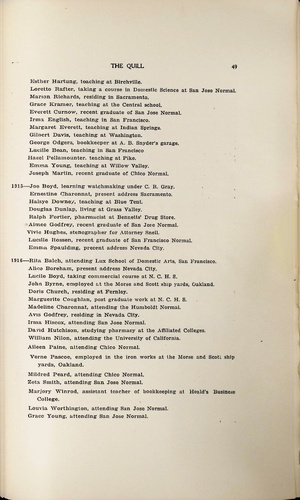 THE QUILL 49
Esther Hartung, teaching at Birchville.
Loretto Rafter, taking a course in Domestic Science at San Jose Normal.
Marion Richards, residing in Sacramento.
Grace Kramer, teaching at the Central school.
Everett Curnow, recent graduate of San Jose Normal.
Irma English, teaching in San Francisco.
Margaret Everett, teaching at Indian Springs.
Gilbert Davis, teaching at Washington.
George Odgers, bookkeeper at A. B. Snyder's garage.
Lucille Bean, teaching in San Francisco
Hazel Fellamounter, teaching at Pike.
Emma Young, teaching at Willow Valley.
Joseph Martin, recent graduate of Chico Normal.
1915—Joe Boyd, learning watchmaking under C. R. Gray.
Ernestine Charonnat, present address Sacramento.
Halsye Downey, teaching at Blue Tent.
Douglas Dunlap, living at Grass Valley.
Ralph Fortier, pharmacist at Bennetts' Drug Store.
Aimee Godfrey, recent graduate of San Jose Normal.
Vivie Hughes, stenographer for Attorney Snell.
Lucille Rossen, recent graduate of San Francisco Normal.
Emma Spaulding, present address Nevada City.
1916—Rita Balch, attending Lux School of Domestic Arts, San Francisco.
Alice Boreham, present address Nevada City.
Lucile Boyd, taking commercial course at N. C. H. S.
John Byrne, employed at the Morse and Scott ship yards, Oakland.
Doris Church, residing at Fernley.
Marguerite Coughlan, post graduate work at N. C. H. S.
Madeline Charonnat, attending the Humboldt Normal.
Avis Godfrey, residing in Nevada City.
Irma Hiscox, attending San Jose Normal.
David Hutchison, studying pharmacy at the Affiliated Colleges.
William Nilon, attending the University of California.
Aileen Paine, attending Chico Normal.
Verne Pascoe, employed in the iron works at the Morse and Scott ship
yards, Oakland.
Mildred Peard, attending Chico Normal.
Zeta Smith, attending San Jose Normal.
Marjory Winrod, assistant teacher of bookkeeping at Heald's Business
College.
Louvia Worthington, attending San Jose Normal.
Grace Young, attending San Jose Normal.